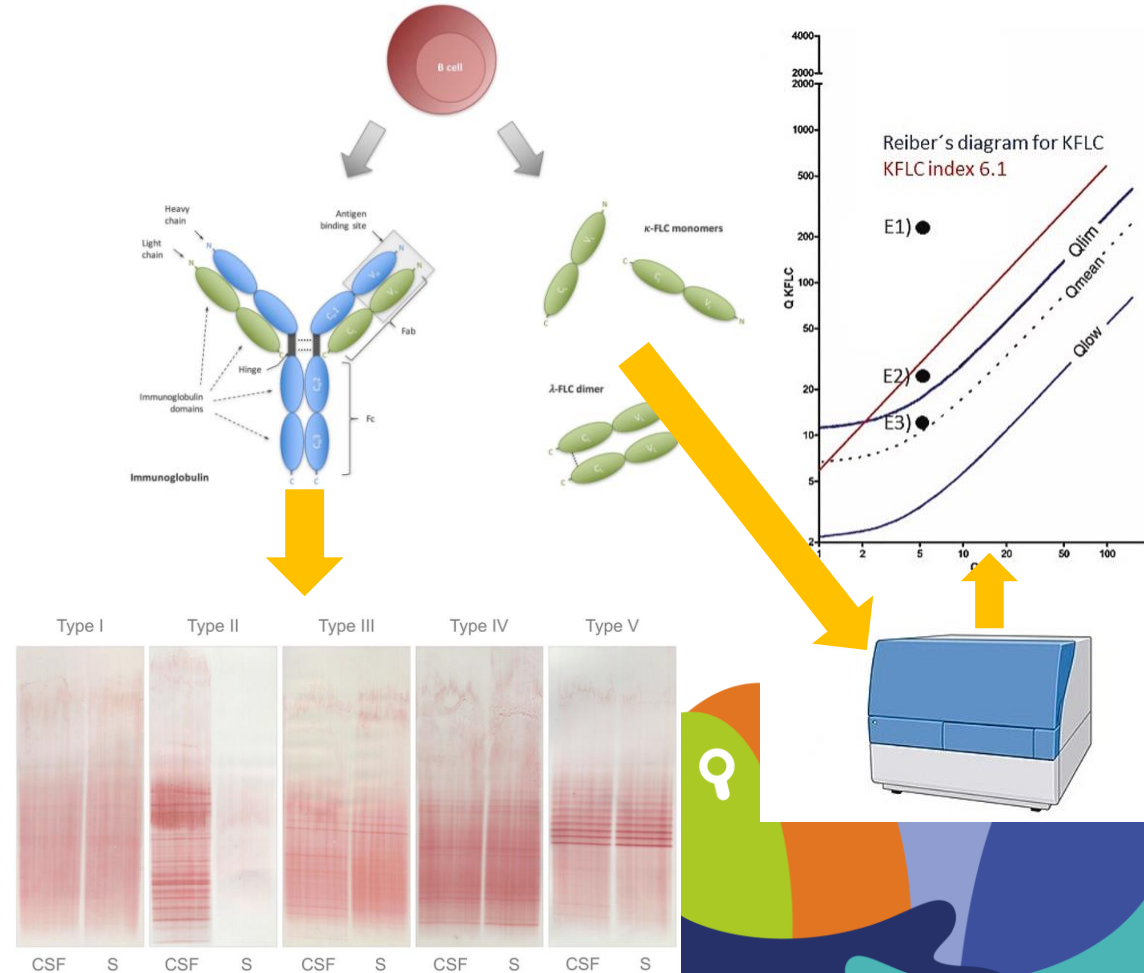 B cell
Heavy
chain
Light
chain
N
N
Antigen
binding site
N
N
Fab
C
C
Hinge
Immunoglobulin
domains
Fc
C
C
Immunoglobulin
N
κ-FLC monomers
C
C
N
λ-FLC dimer
C
C
4000
2000
2000
1000
500
200
100
50
20
10
5
2
Q KFLC
Reiber´s diagram for KFLC
KFLC index 6.1
E1)
E2)
E3)
Qlim
Qmean
Qlow
1
2
5
10
20
50
100
Type I
Type II
Type III
Type IV
Type V
CSF S
CSF S
CSF S
CSF S
CSF S